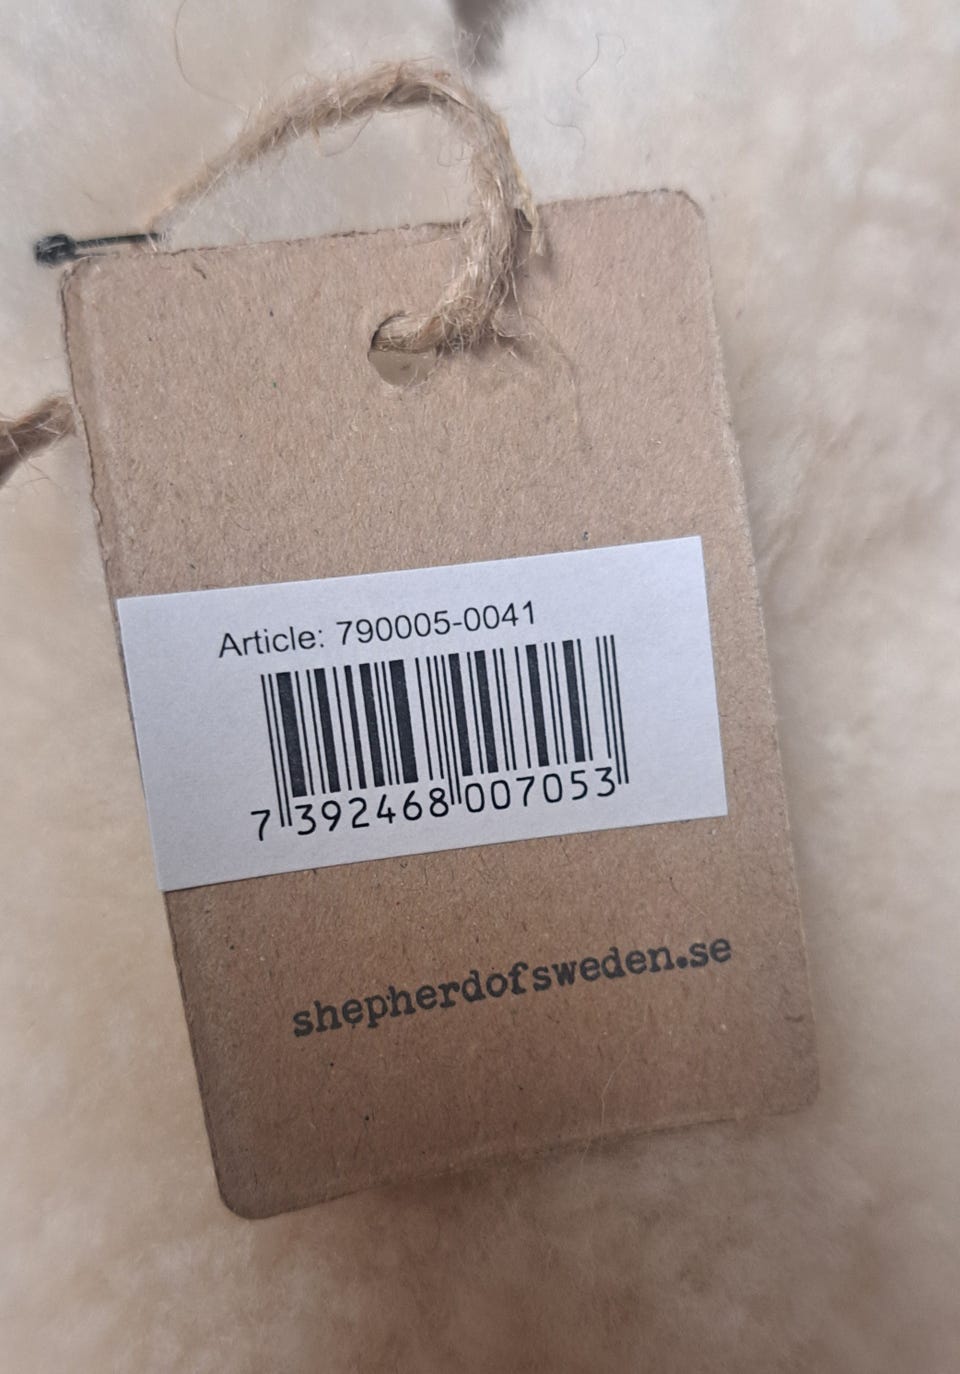 Article: 790005-0041
7 392468 007053
shepherdofsweden.se